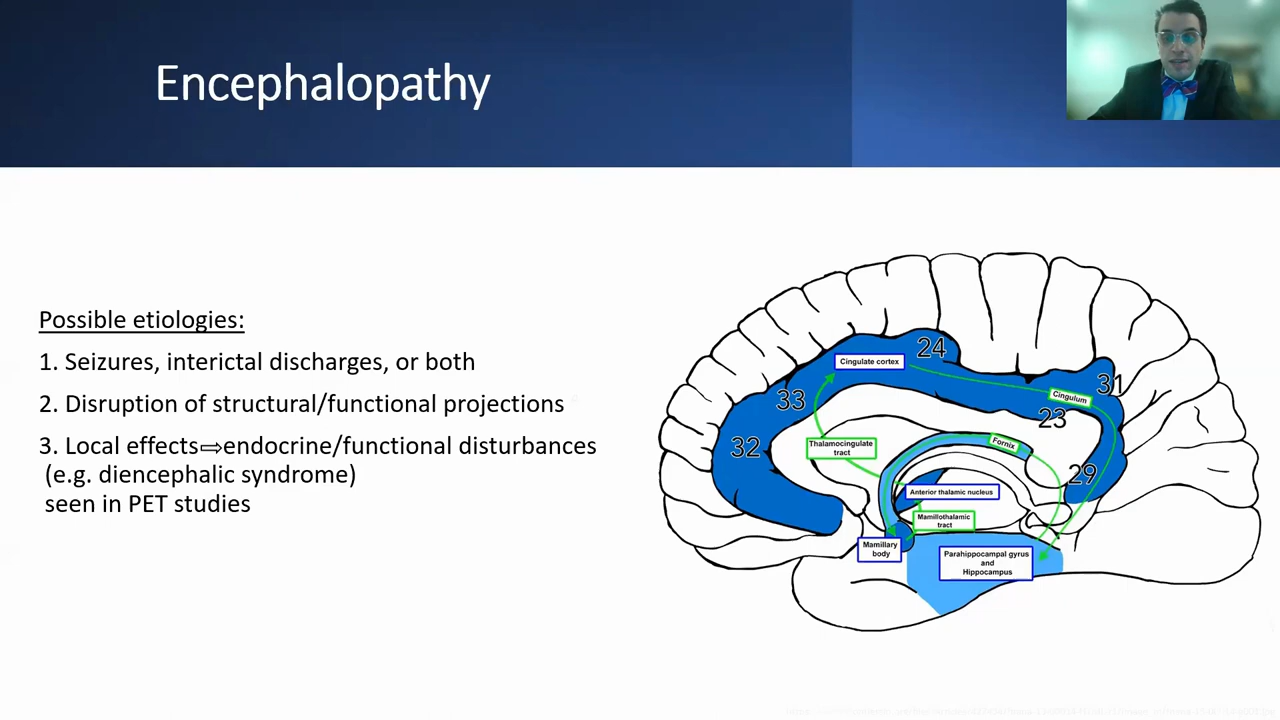 Encephalopathy
Possible etiologies:
1. Seizures, interictal discharges, or both
2. Disruption of structural/functional projections
3. Local effects⇨endocrine/functional disturbances
(e.g. diencephalic syndrome)
seen in PET studies
24
Cingulate cortex
31
Cingulum
33
23
32
Thalamocingulate
tract
Fornix
29
Anterior thalamic nucleus
Mamillothalamic
tract
Mamillary
body
Parahippocampal gyrus
and
Hippocampus